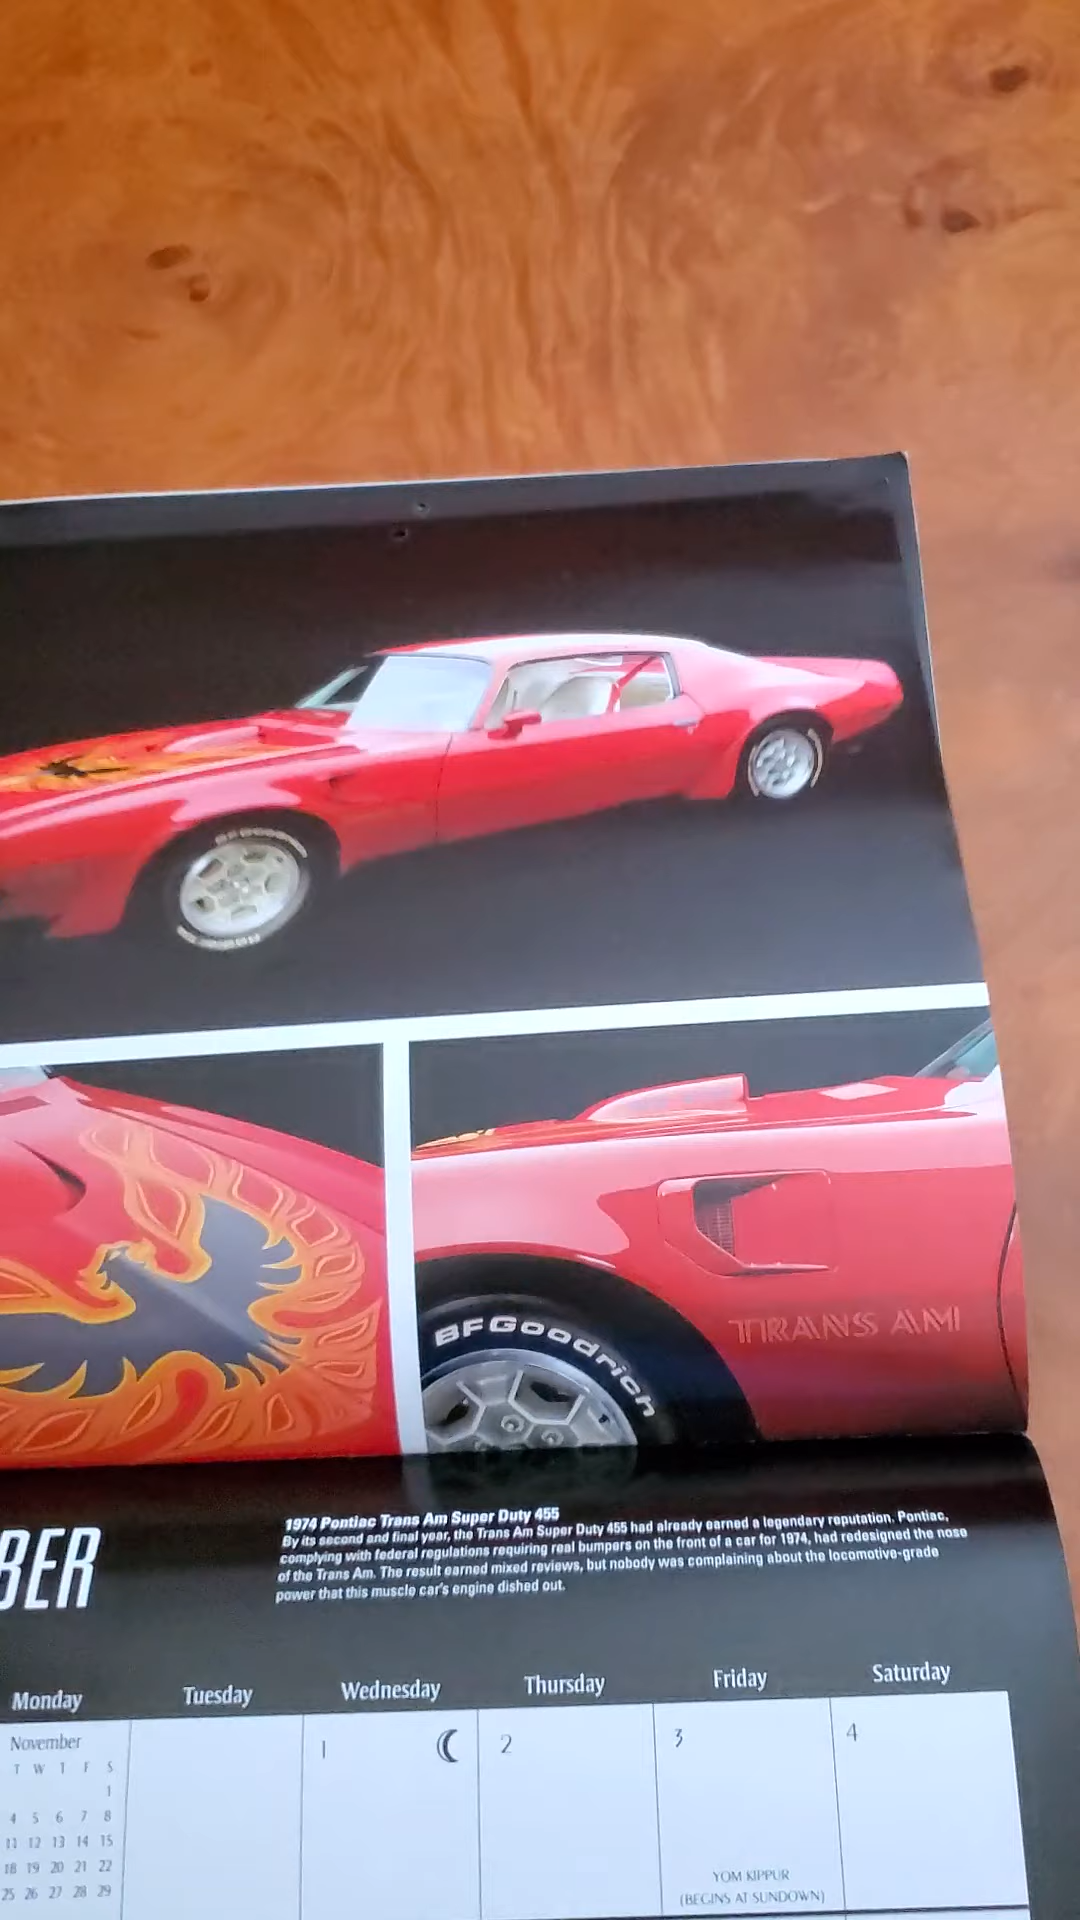 BFGoodrich
BFGoodrich
TRANS AM
BER
1974 Pontiac Trans Am Super Duty 455
By its second and final year, the Trans Am Super Duty 455 had already earned a legendary reputation. Pontiac,
complying with federal regulations requiring real bumpers on the front of a car for 1974, had redesigned the nose
of the Trans Am. The result earned mixed reviews, but nobody was complaining about the locomotive-grade
power that this muscle car's engine dished out.
Monday Tuesday Wednesday Thursday Friday Saturday
November
T W T F S
1
4 5 6 7 8
11 12 13 14 15
18 19 20 21 22
25 26 27 28 29
1 2 3 4
YOM KIPPUR
(BEGINS AT SUNDOWN)